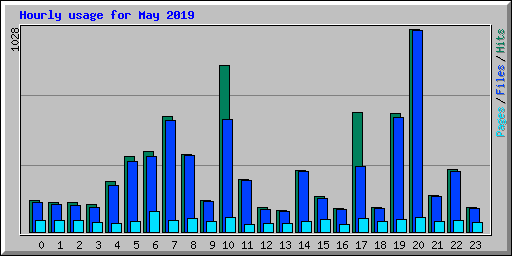 Hourly usage for May 2019
1028
Pages/Files/Hits
0 1 2 3 4 5 6 7 8 9 10 11 12 13 14 15 16 17 18 19 20 21 22 23